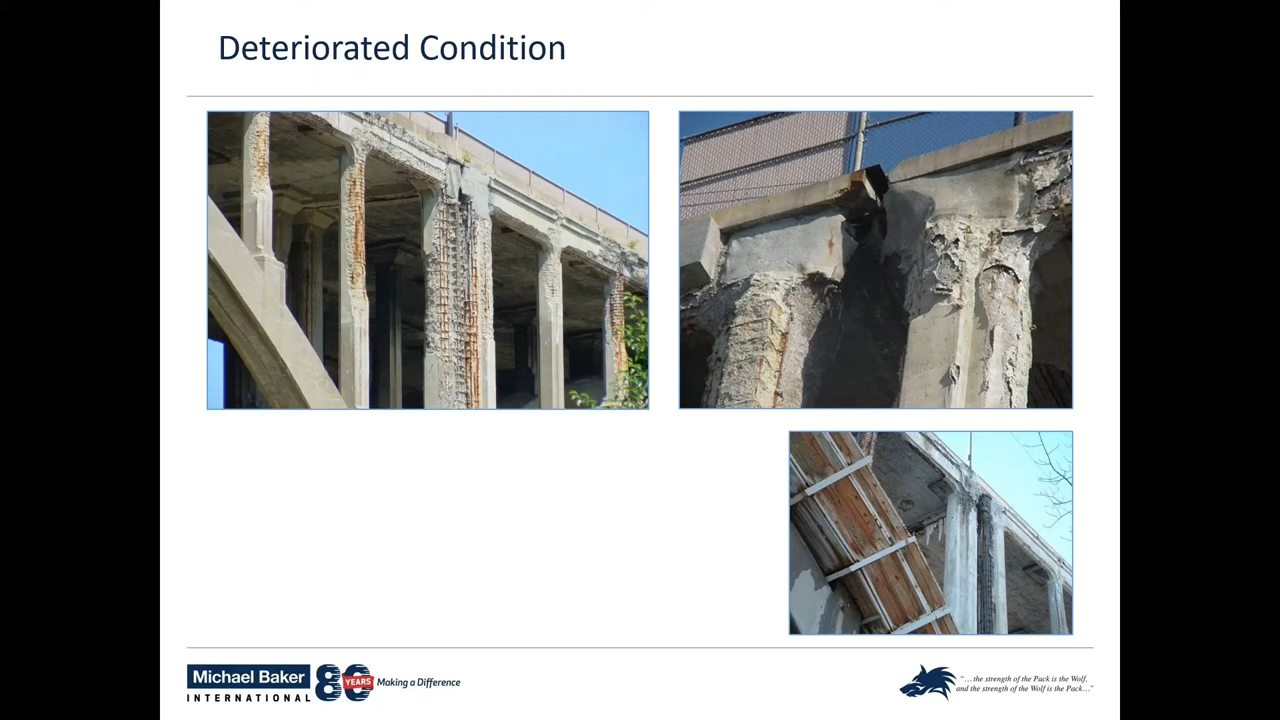 Deteriorated Condition
Michael Baker
INTERNATIONAL
80
YEARS
Making a Difference
“…the strength of the Pack is the Wolf,
and the strength of the Wolf is the Pack…”